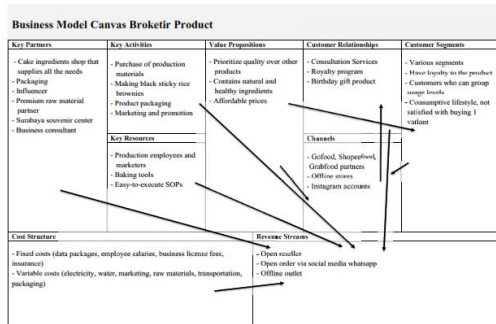 Business Model Canvas Broketir Product
Key Partners
- Cake ingredients shop that
supplies all the needs
- Packaging
- Influencer
- Premium raw material
partner
- Surabaya souvenir center
- Business consultant
Key Activities
- Purchase of production
materials
- Making black sticky rice
brownies
- Product packaging
- Marketing and promotion
Key Resources
- Production employees and
marketers
- Baking tools
- Easy-to-execute SOPs
Value Propositions
- Prioritize quality over other
products
- Contains natural and
healthy ingredients
- Affordable prices
Customer Relationships
- Consultation Services
- Royalty program
- Birthday gift product
Channels
- Gofood, Shopeefood,
Grabfood partners
- Offline stores
- Instagram accounts
Customer Segments
- Various segments
- Have loyalty to the product
- Customers who can group
usage levels
- Consumptive lifestyle, not
satisfied with buying 1
variant
Cost Structure
- Fixed costs (data packages, employee salaries, business license fees,
insurance)
- Variable costs (electricity, water, marketing, raw materials, transportation,
packaging)
Revenue Streams
- Open reseller
- Open order via social media whatsapp
- Offline outlet